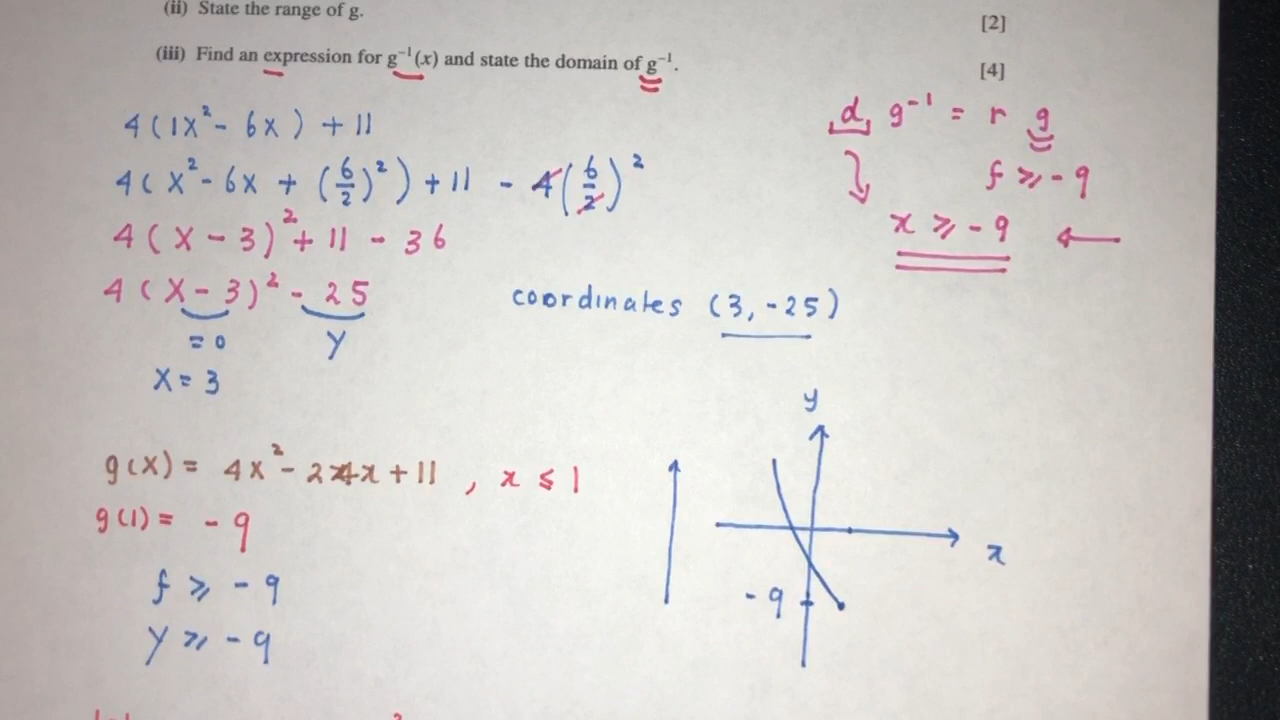 (ii) State the range of g.
[2]
(iii) Find an expression for g⁻¹(x) and state the domain of g⁻¹.
[4]
4(1x² - 6x) + 11
4(x² - 6x + (6/2)²) + 11 - 4(6/2)²
4(x - 3)² + 11 - 36
4(x - 3)² - 25
= 0
y
x = 3
d g⁻¹ = r g
f ⩾ -9
x ⩾ -9
coordinates (3, -25)
g(x) = 4x² - 24x + 11 , x ⩽ 1
g(1) = -9
f ⩾ -9
y ⩾ -9
y
x
-9